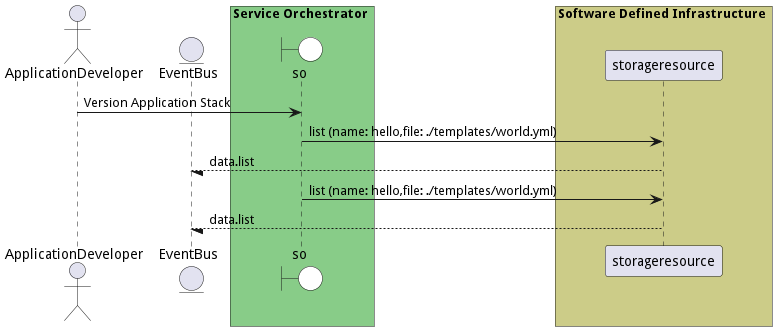 Service Orchestrator
Software Defined Infrastructure
ApplicationDeveloper
EventBus
so
storageresource
Version Application Stack
list (name: hello,file: ./templates/world.yml)
data.list
list (name: hello,file: ./templates/world.yml)
data.list
ApplicationDeveloper
EventBus
so
storageresource